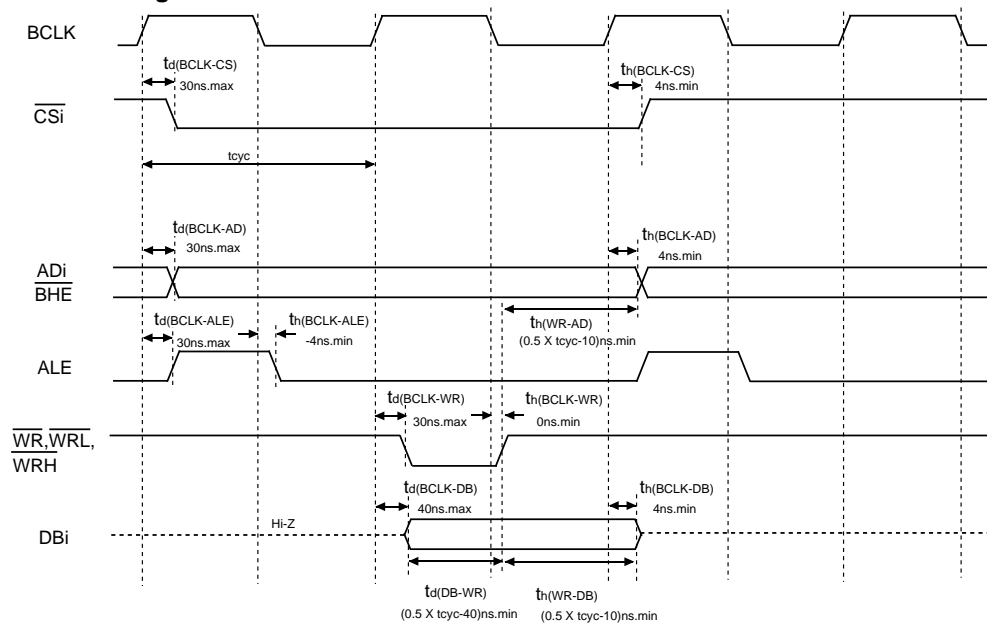 BCLK
td(BCLK-CS)
30ns.max
th(BCLK-CS)
4ns.min
CSi
tcyc
td(BCLK-AD)
30ns.max
th(BCLK-AD)
4ns.min
ADi
BHE
td(BCLK-ALE)
30ns.max
th(BCLK-ALE)
-4ns.min
th(WR-AD)
(0.5 X tcyc-10)ns.min
ALE
td(BCLK-WR)
30ns.max
th(BCLK-WR)
0ns.min
WR,WRL,
WRH
td(BCLK-DB)
40ns.max
th(BCLK-DB)
4ns.min
Hi-Z
DBi
td(DB-WR)
(0.5 X tcyc-40)ns.min
th(WR-DB)
(0.5 X tcyc-10)ns.min